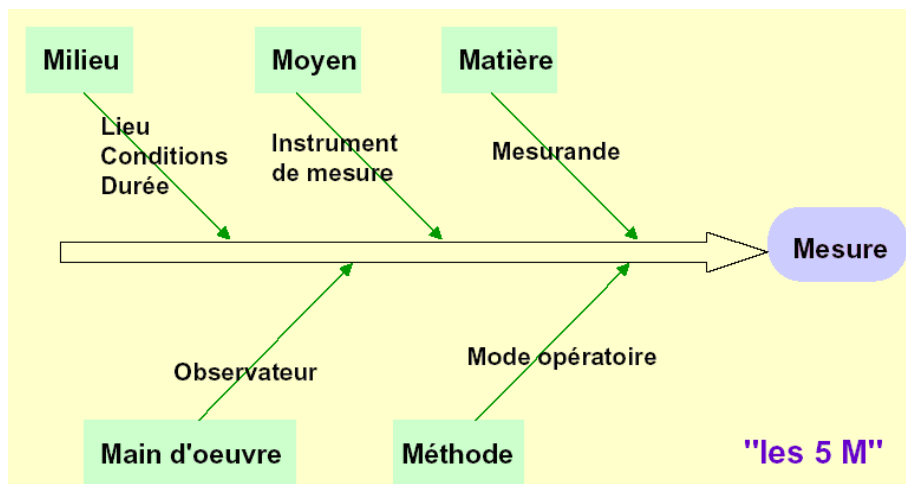 Milieu
Moyen
Matière
Lieu
Conditions
Durée
Instrument
de mesure
Mesurande
Mesure
Observateur
Mode opératoire
Main d'oeuvre
Méthode
"les 5 M"